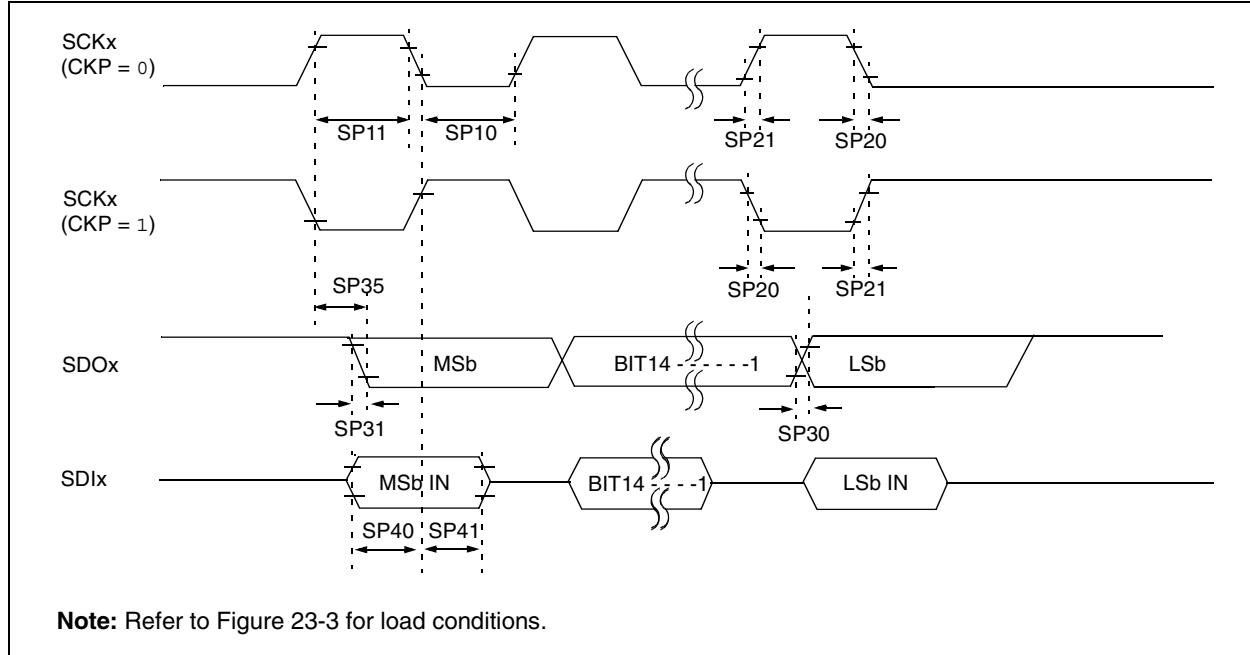 SCKx
(CKP = 0)
SP11
SP10
SP21
SP20
SCKx
(CKP = 1)
SP35
SP20
SP21
SDOx
MSb
BIT14 - - - - - -1
LSb
SP31
SP30
SDIx
MSb IN
BIT14 - - - - -1
LSb IN
SP40
SP41
Note: Refer to Figure 23-3 for load conditions.